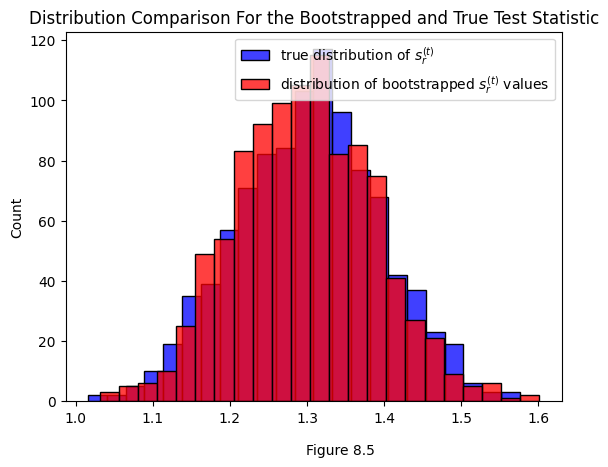 Distribution Comparison For the Bootstrapped and True Test Statistic
true distribution of $s_r^{(t)}$
distribution of bootstrapped $s_r^{(t)}$ values
120
100
80
60
40
20
0
Count
1.0 1.1 1.2 1.3 1.4 1.5 1.6
Figure 8.5